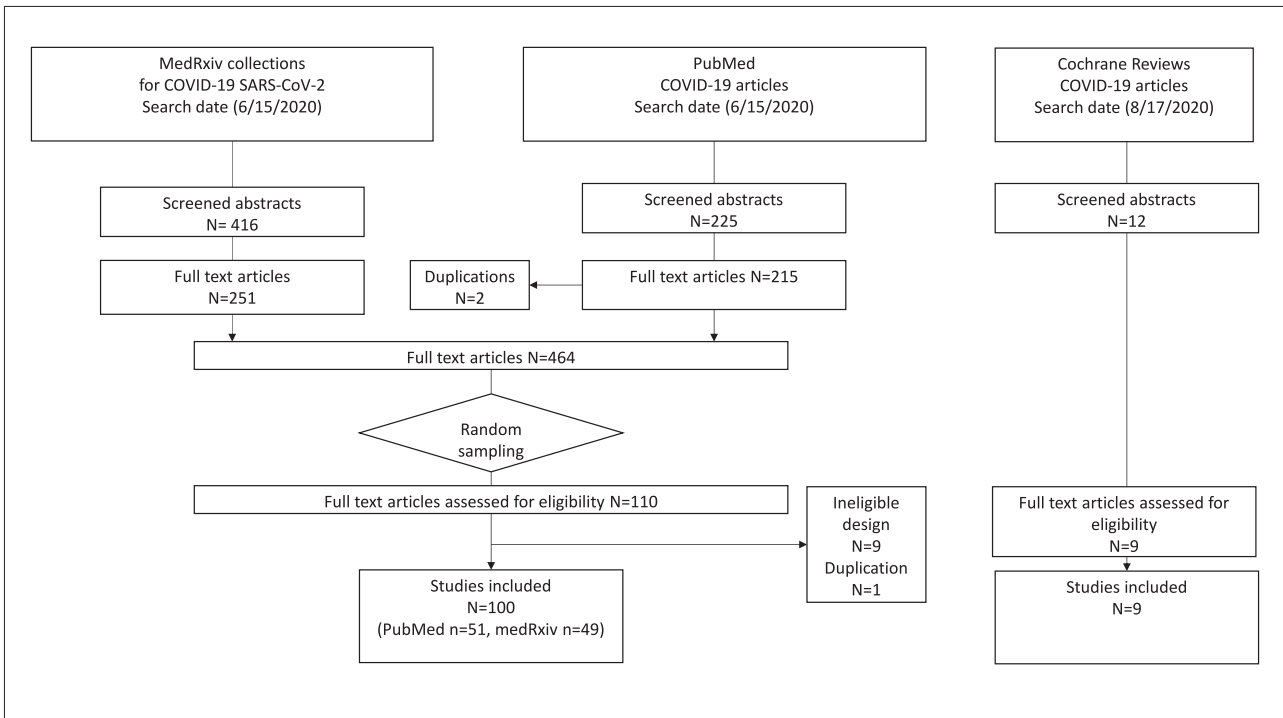 MedRxiv collections
for COVID-19 SARS-CoV-2
Search date (6/15/2020)
PubMed
COVID-19 articles
Search date (6/15/2020)
Cochrane Reviews
COVID-19 articles
Search date (8/17/2020)
Screened abstracts
N= 416
Screened abstracts
N=225
Screened abstracts
N=12
Full text articles
N=251
Duplications
N=2
Full text articles N=215
Full text articles N=464
Random
sampling
Full text articles assessed for eligibility N=110
Ineligible
design
N=9
Duplication
N=1
Full text articles assessed for
eligibility
N=9
Studies included
N=100
(PubMed n=51, medRxiv n=49)
Studies included
N=9